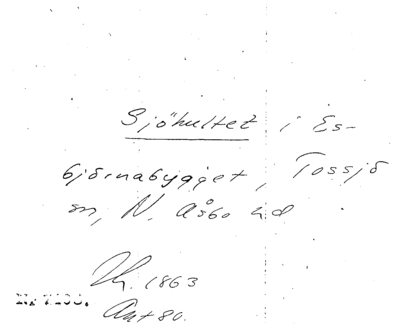 Sjöhultet i Es-
björnabygget, Tossjö
sn, N. Åsbo hd
1863
Ant 80.